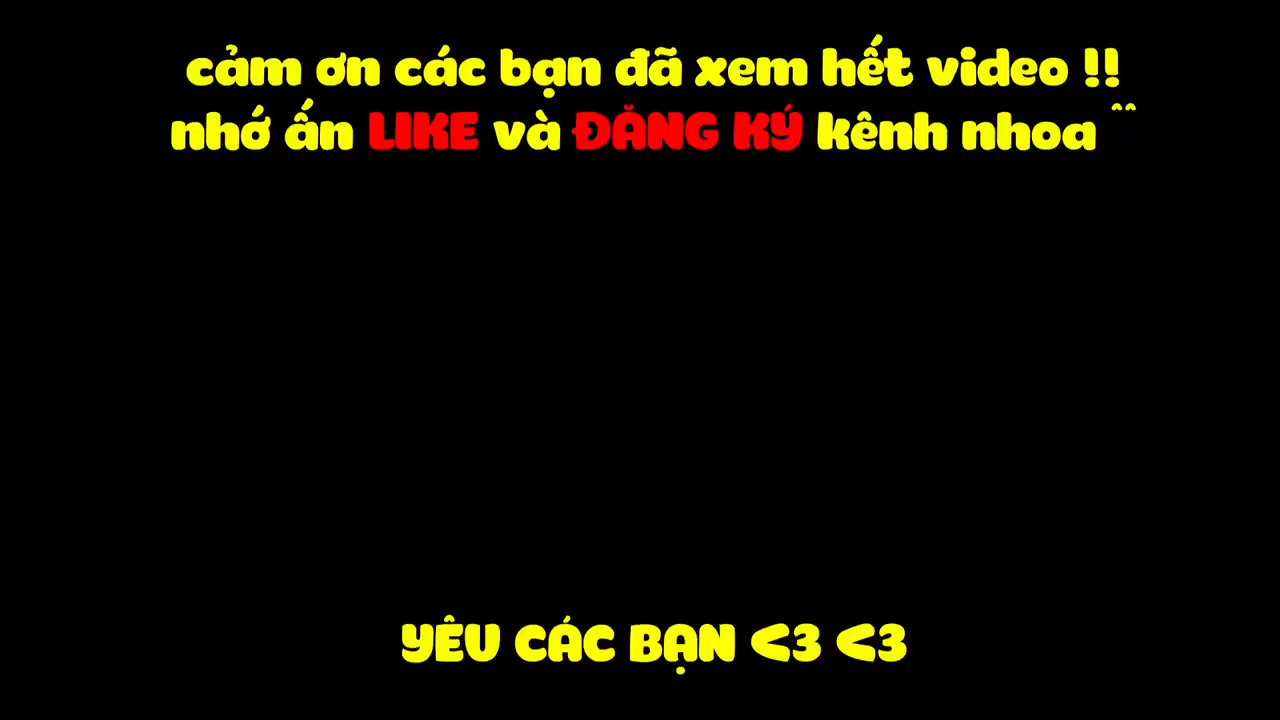 cảm ơn các bạn đã xem hết video !!
nhớ ấn LIKE và ĐĂNG KÝ kênh nhoa ^^
YÊU CÁC BẠN <3 <3